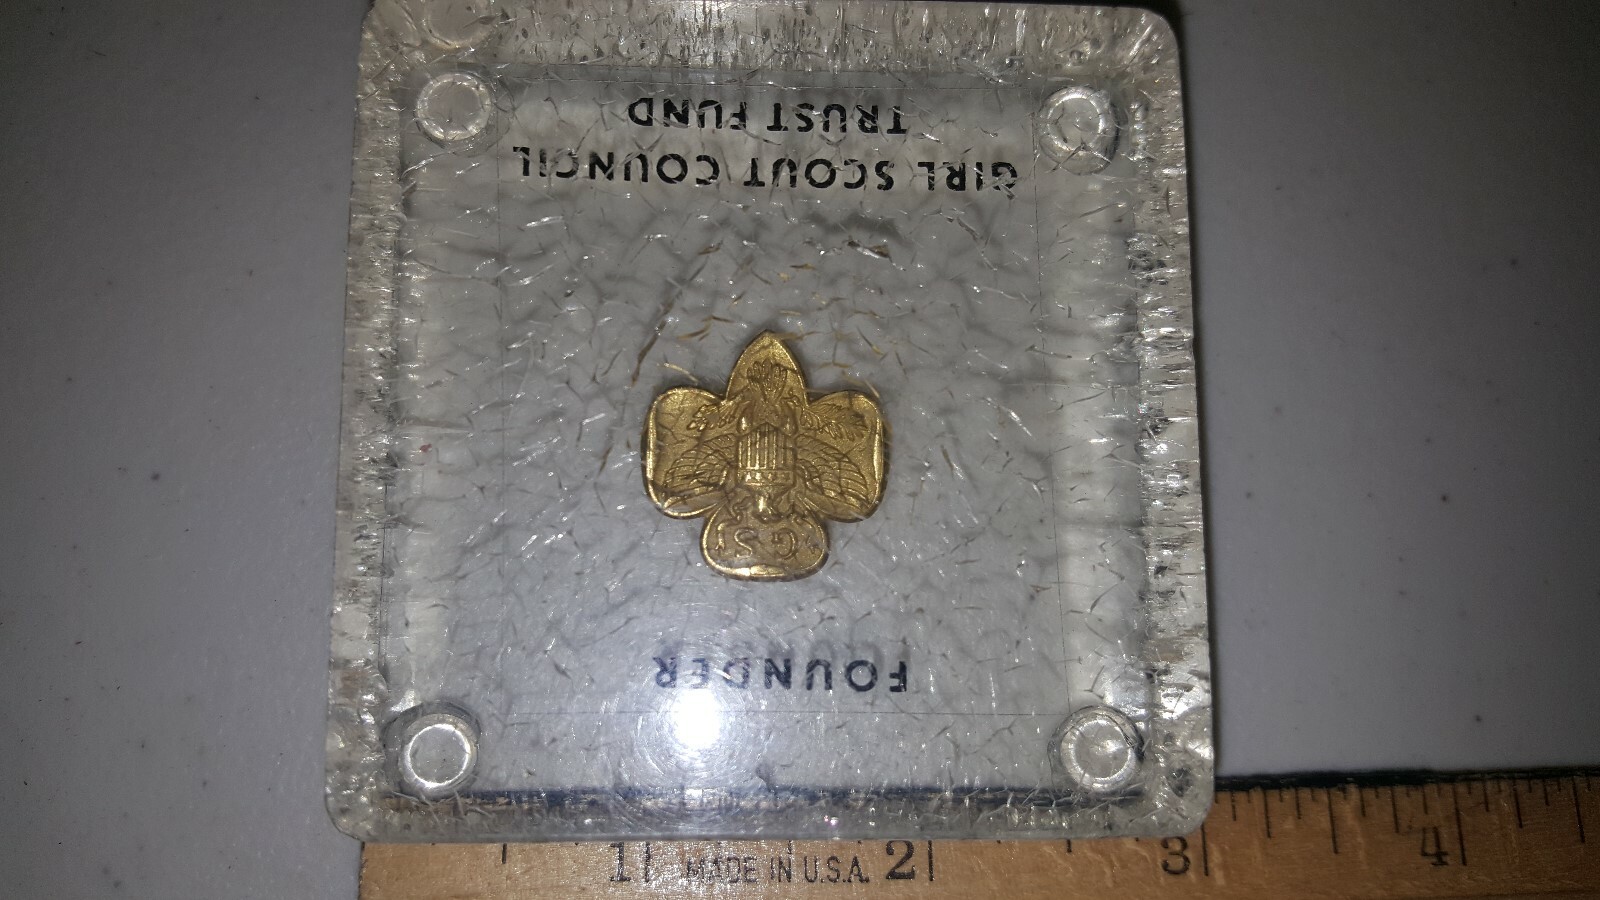 FOUNDER
GS
GIRL SCOUT COUNCIL
TRUST FUND
1 MADE IN U.S.A. 2 3 4